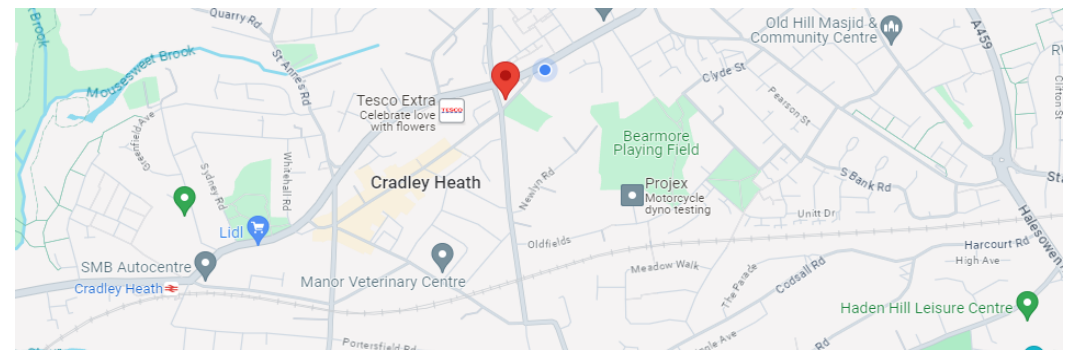 Quarry Rd
Brook
Mousesweet Brook
St Annes Rd
Old Hill Masjid &
Community Centre
A459
Clyde St
Pearson St
Clifton St
Tesco Extra
Celebrate love
with flowers
TESCO
Greenfield Ave
Sydney Rd
Whitehall Rd
Bearmore
Playing Field
Cradley Heath
Newlyn Rd
Projex
Motorcycle
dyno testing
S Bank Rd
Unitt Dr
Lidl
Oldfields
Halesowen
Harcourt Rd
High Ave
SMB Autocentre
Cradley Heath
Manor Veterinary Centre
Meadow Walk
The Parade
Codsall Rd
Haden Hill Leisure Centre
Portersfield Rd
Rd